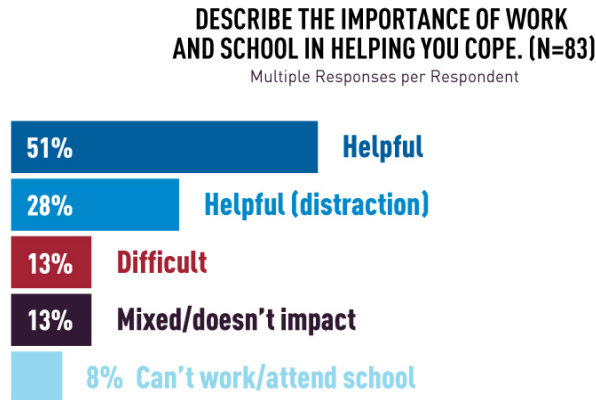 DESCRIBE THE IMPORTANCE OF WORK
AND SCHOOL IN HELPING YOU COPE. (N=83)
Multiple Responses per Respondent
51% Helpful
28% Helpful (distraction)
13% Difficult
13% Mixed/doesn't impact
8% Can't work/attend school